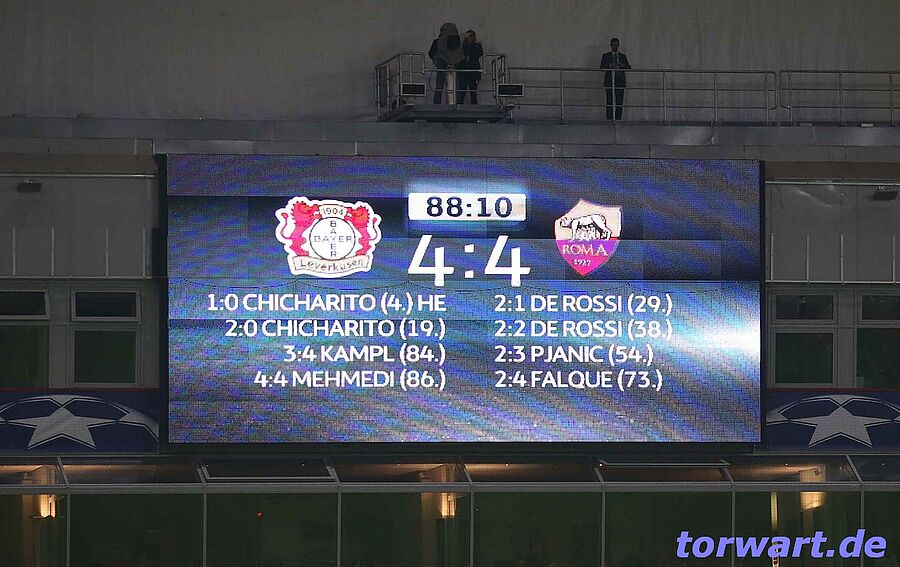 88:10
1904
BAYER
BAYER
Leverkusen
ROMA
1927
4:4
1:0 CHICHARITO (4.) HE
2:0 CHICHARITO (19.)
3:4 KAMPL (84.)
4:4 MEHMEDI (86.)
2:1 DE ROSSI (29.)
2:2 DE ROSSI (38.)
2:3 PJANIC (54.)
2:4 FALQUE (73.)
torwart.de